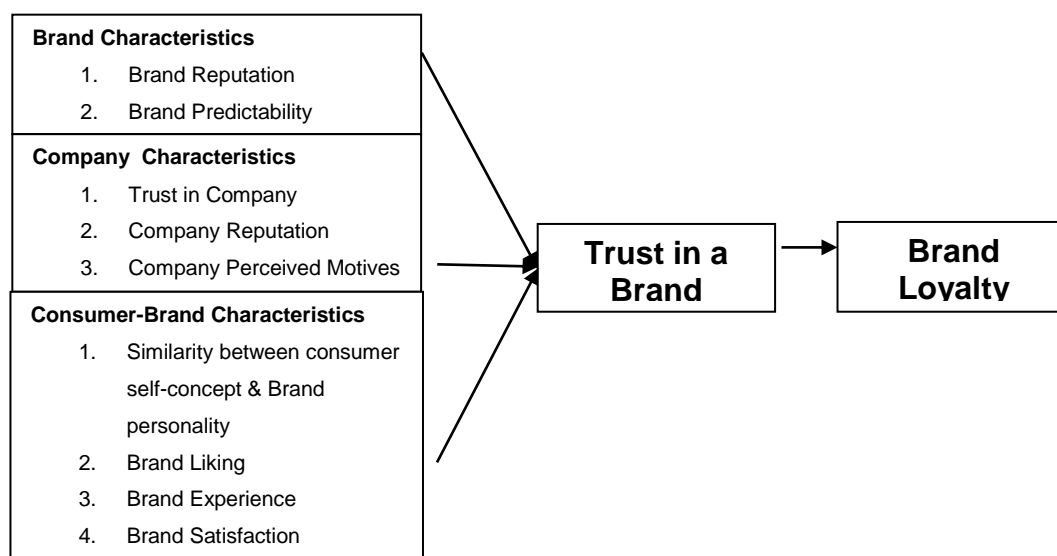 Brand Characteristics
1. Brand Reputation
2. Brand Predictability
Company Characteristics
1. Trust in Company
2. Company Reputation
3. Company Perceived Motives
Consumer-Brand Characteristics
1. Similarity between consumer
self-concept & Brand
personality
2. Brand Liking
3. Brand Experience
4. Brand Satisfaction
Trust in a
Brand
Brand
Loyalty